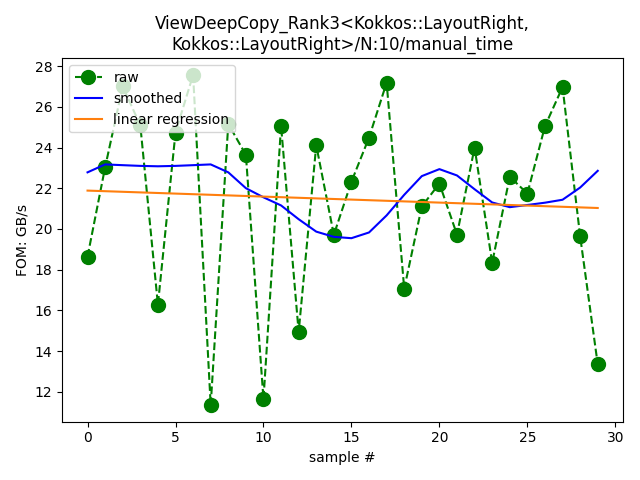 ViewDeepCopy_Rank3<Kokkos::LayoutRight,
Kokkos::LayoutRight>/N:10/manual_time
raw
smoothed
linear regression
FOM: GB/s
28
26
24
22
20
18
16
14
12
0
5
10
15
20
25
30
sample #